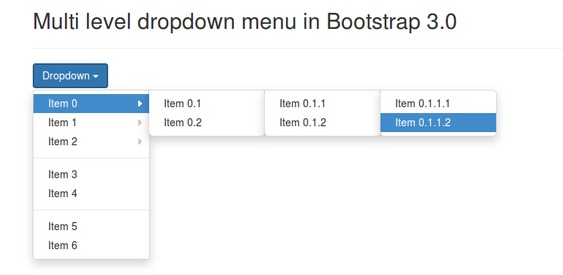 Multi level dropdown menu in Bootstrap 3.0
Dropdown
Item 0
Item 0.1
Item 0.1.1
Item 0.1.1.1
Item 1
Item 0.2
Item 0.1.2
Item 0.1.1.2
Item 2
Item 3
Item 4
Item 5
Item 6